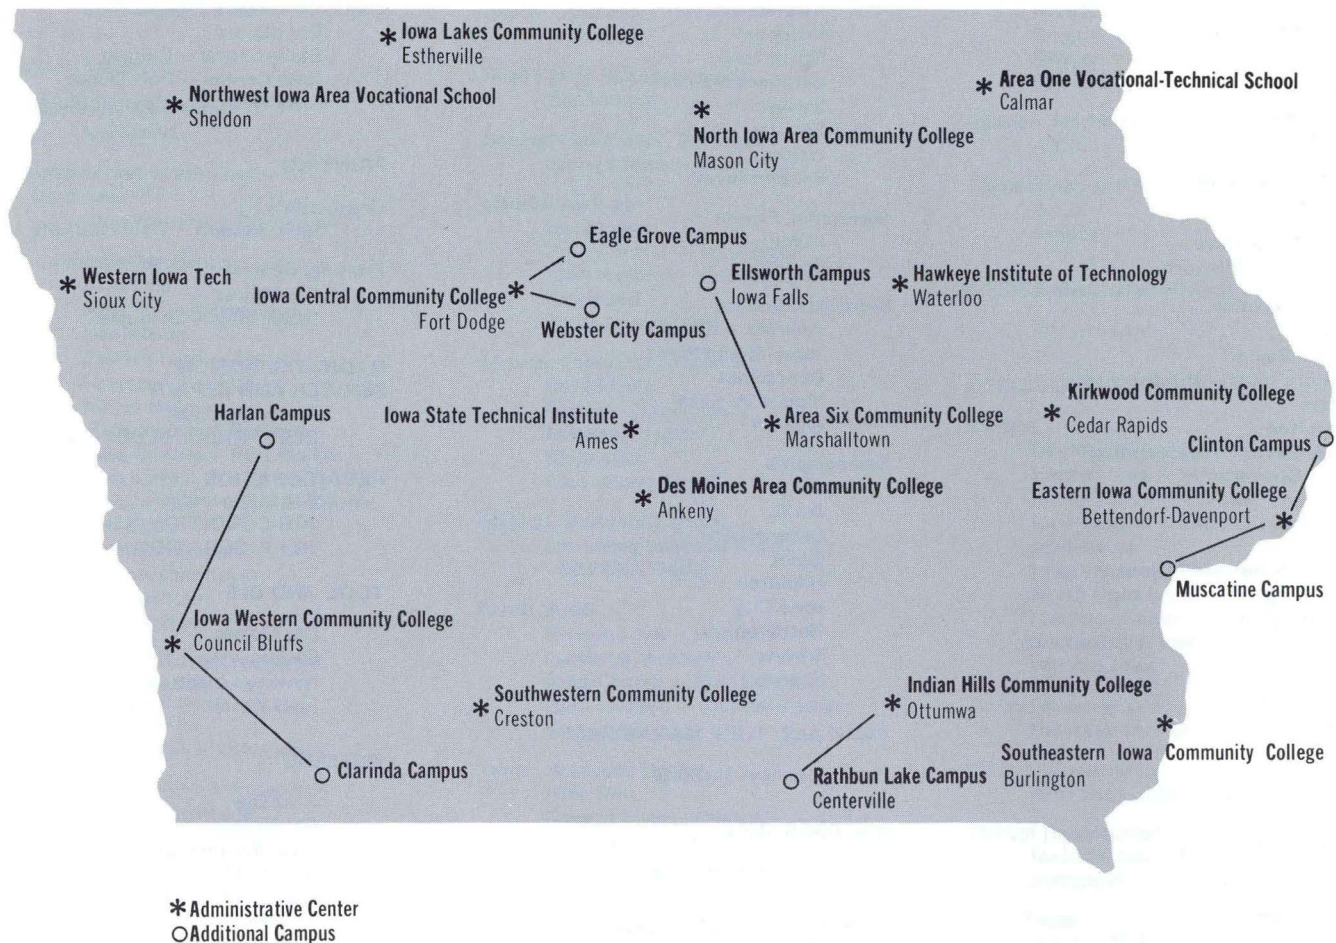 Iowa Lakes Community College
Estherville
Northwest Iowa Area Vocational School
Sheldon
Area One Vocational-Technical School
Calmar
North Iowa Area Community College
Mason City
Eagle Grove Campus
Western Iowa Tech
Sioux City
Iowa Central Community College
Fort Dodge
Webster City Campus
Ellsworth Campus
Iowa Falls
Hawkeye Institute of Technology
Waterloo
Harlan Campus
Iowa State Technical Institute
Ames
Area Six Community College
Marshalltown
Kirkwood Community College
Cedar Rapids
Clinton Campus
Des Moines Area Community College
Ankeny
Eastern Iowa Community College
Bettendorf-Davenport
Muscatine Campus
Iowa Western Community College
Council Bluffs
Southwestern Community College
Creston
Indian Hills Community College
Ottumwa
Southeastern Iowa Community College
Burlington
Clarinda Campus
Rathbun Lake Campus
Centerville
* Administrative Center
O Additional Campus